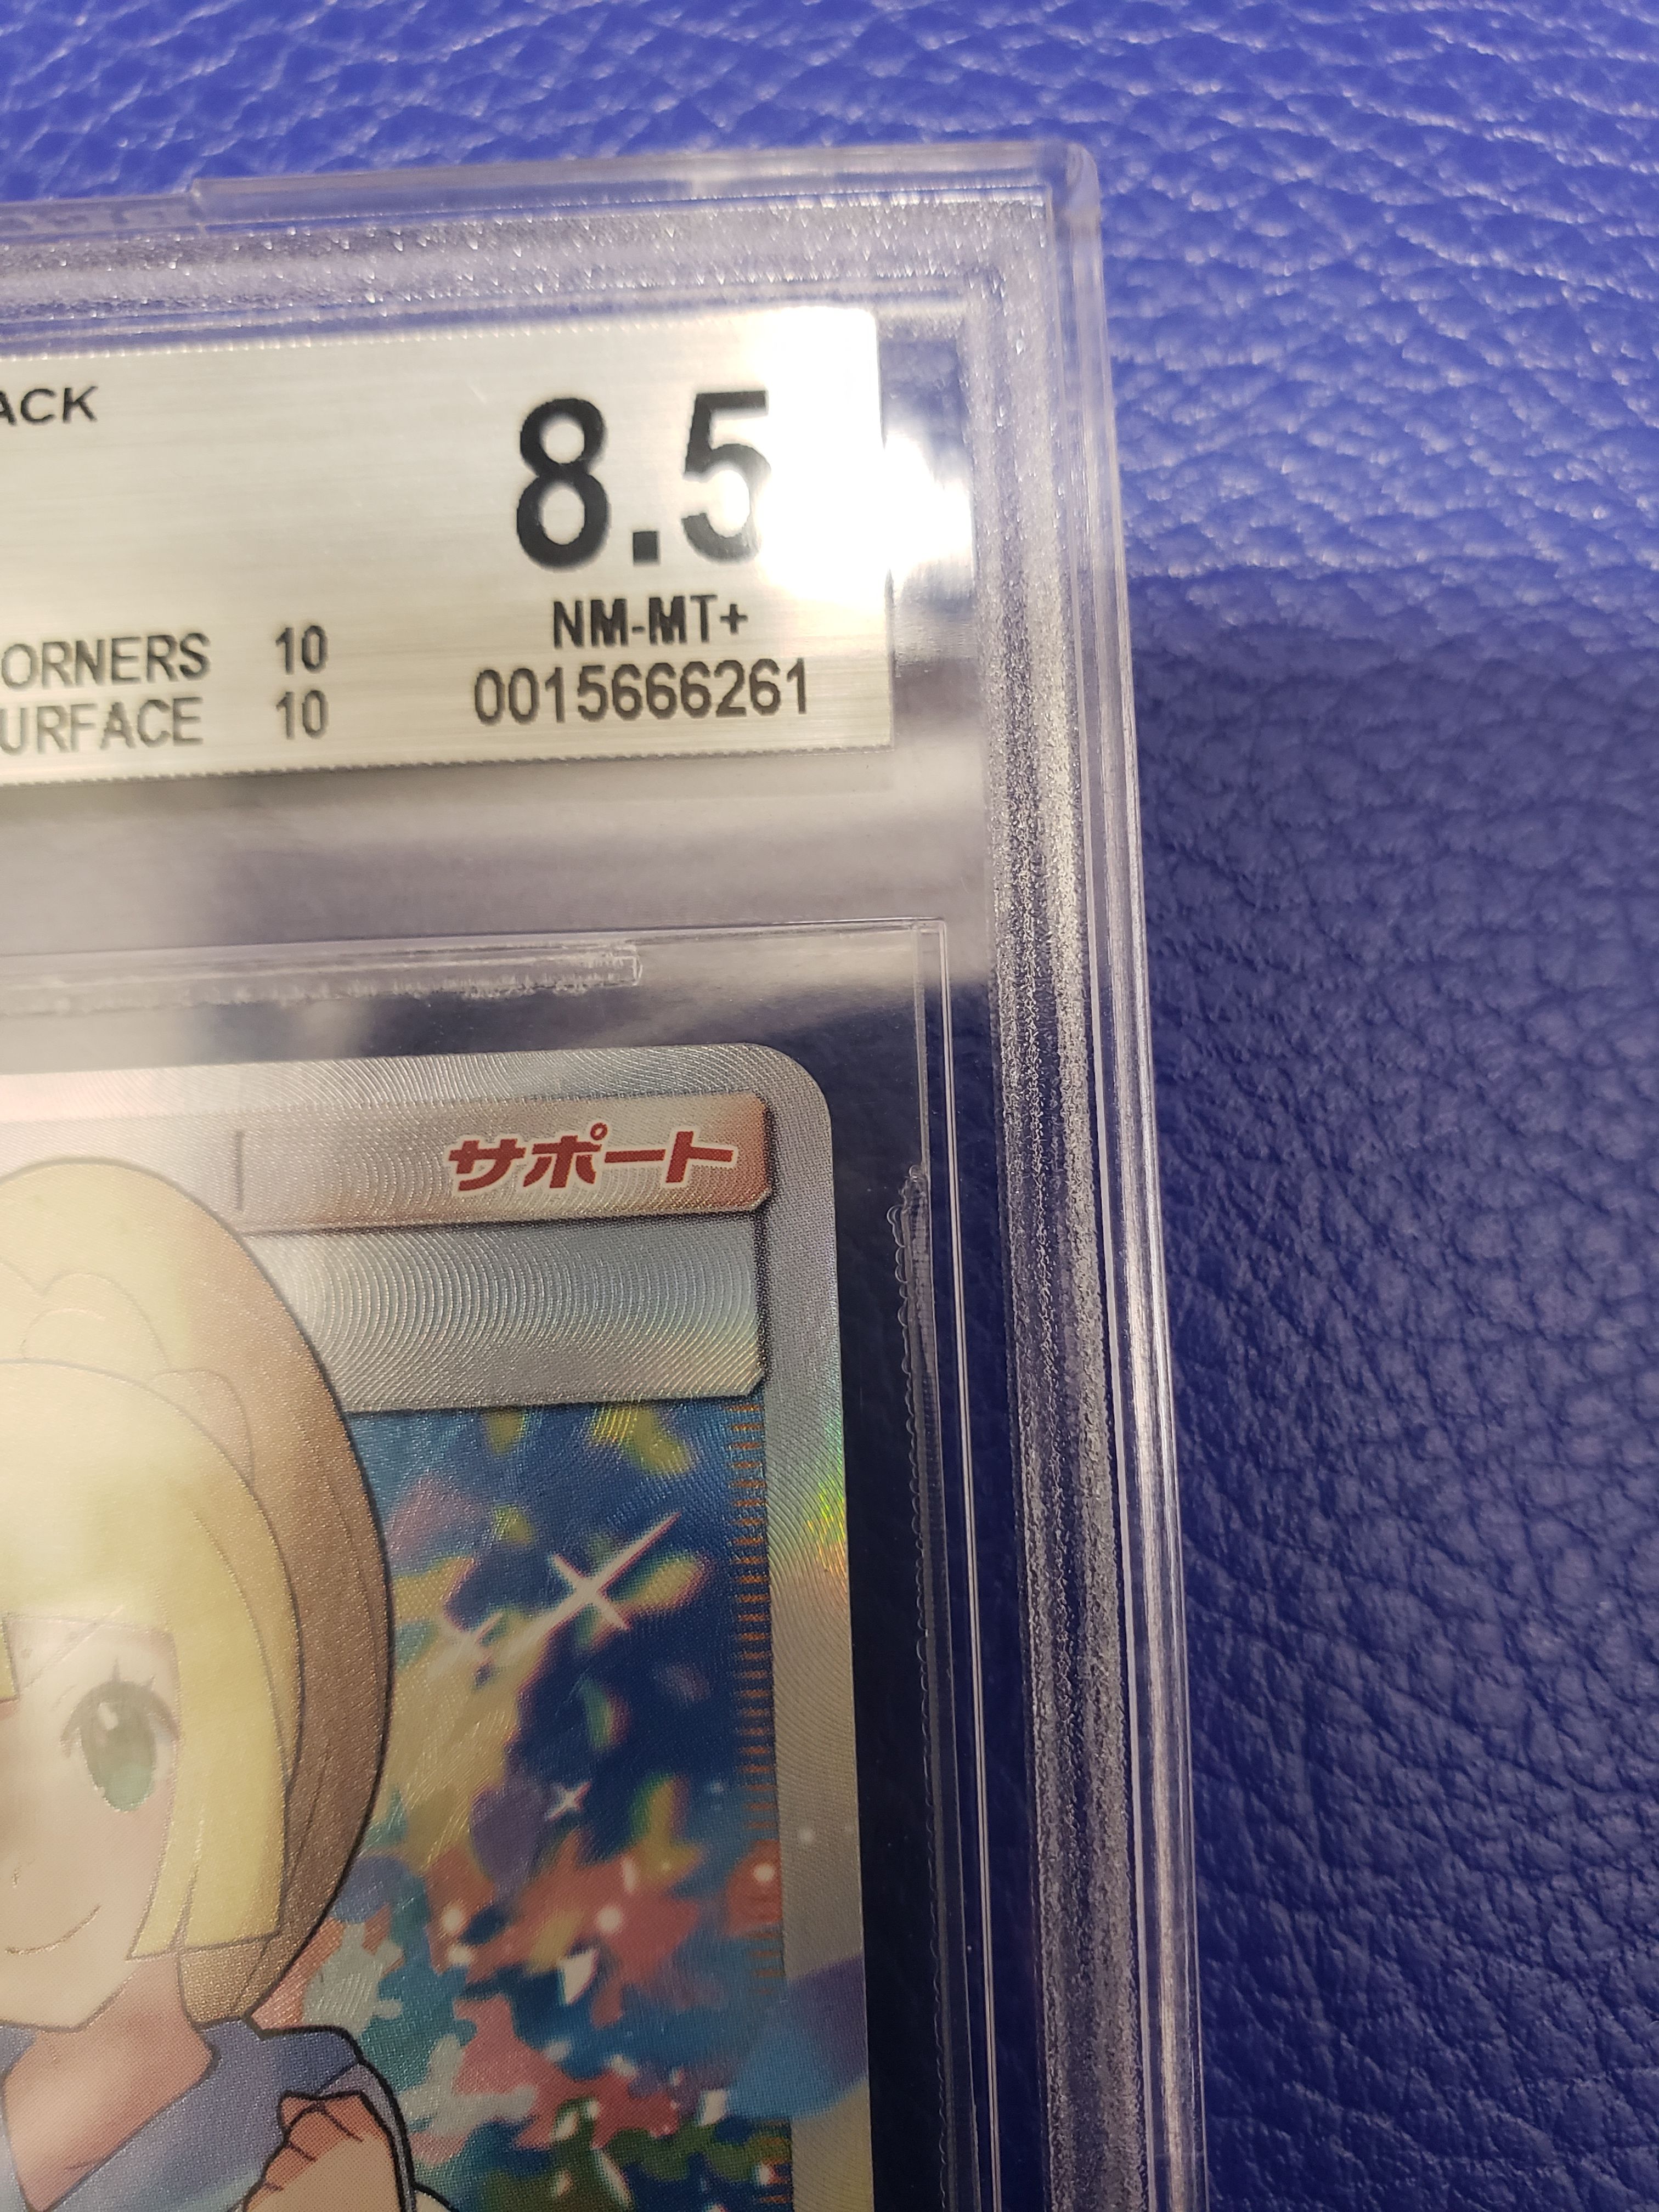 ACK
8.5
NM-MT+
ORNERS 10
URFACE 10
0015666261
サポート